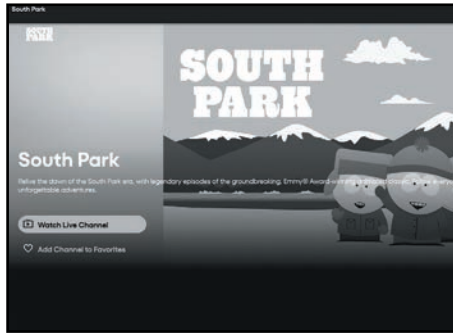 South Park
SOUTH
PARK
SOUTH
PARK
South Park
Relive the dawn of the South Park era, with legendary episodes of the groundbreaking, Emmy® Award-winning
unforgettable adventures.
Watch Live Channel
Add Channel to Favorites